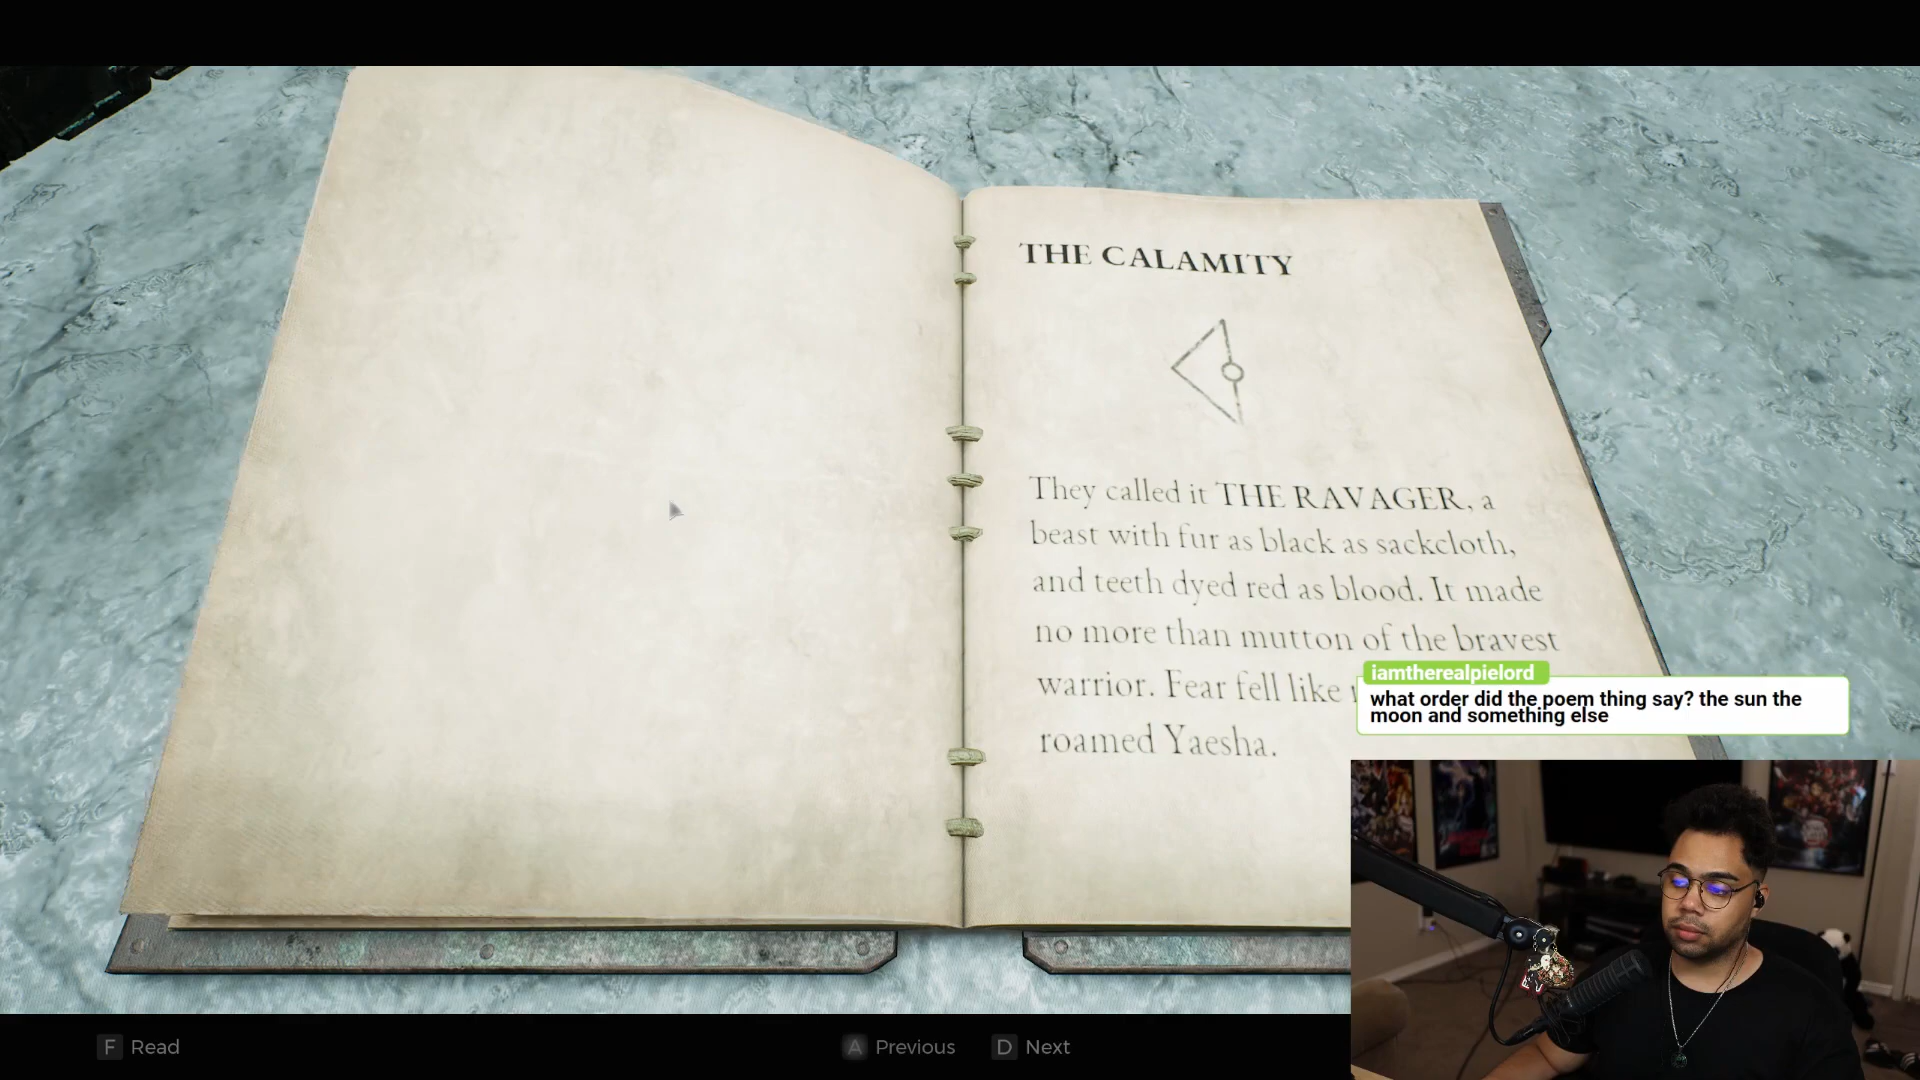 THE CALAMITY
They called it THE RAVAGER, a
beast with fur as black as sackcloth,
and teeth dyed red as blood. It made
no more than mutton of the bravest
warrior. Fear fell like
roamed Yaesha.
iamtherealpielord
what order did the poem thing say? the sun the
moon and something else
F Read
A Previous
D Next